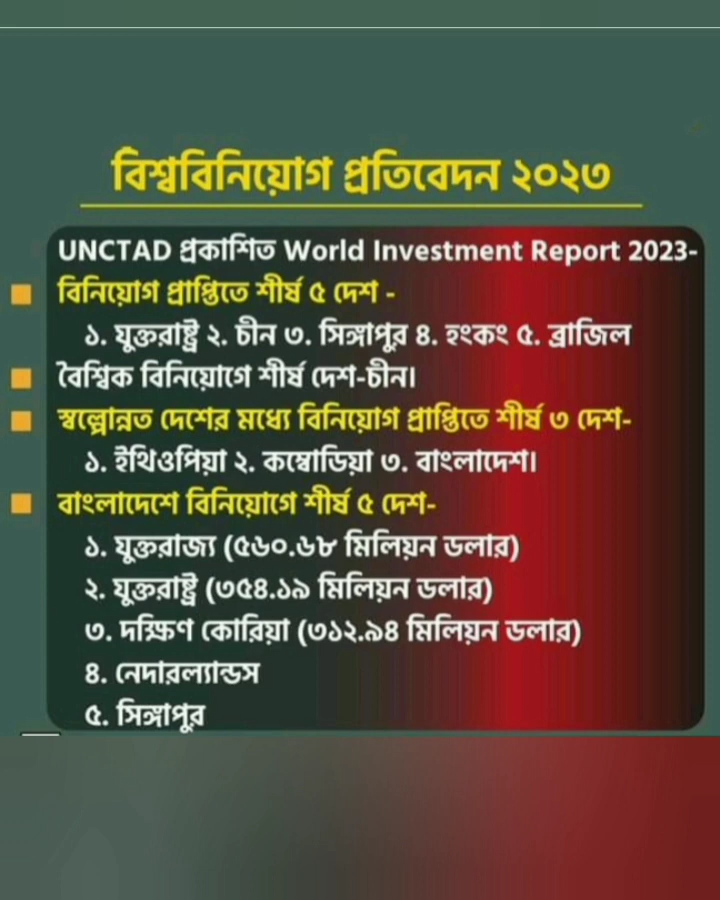 বিশ্ববিনিয়োগ প্রতিবেদন ২০২৩
UNCTAD প্রকাশিত World Investment Report 2023-
বিনিয়োগ প্রাপ্তিতে শীর্ষ ৫ দেশ -
১. যুক্তরাষ্ট্র ২. চীন ৩. সিঙ্গাপুর ৪. হংকং ৫. ব্রাজিল
বৈশ্বিক বিনিয়োগে শীর্ষ দেশ-চীন।
স্বল্পোন্নত দেশের মধ্যে বিনিয়োগ প্রাপ্তিতে শীর্ষ ৩ দেশ-
১. ইথিওপিয়া ২. কম্বোডিয়া ৩. বাংলাদেশ।
বাংলাদেশে বিনিয়োগে শীর্ষ ৫ দেশ-
১. যুক্তরাজ্য (৫৬০.৬৮ মিলিয়ন ডলার)
২. যুক্তরাষ্ট্র (৩৫৪.১৯ মিলিয়ন ডলার)
৩. দক্ষিণ কোরিয়া (৩১২.৯৪ মিলিয়ন ডলার)
৪. নেদারল্যান্ডস
৫. সিঙ্গাপুর